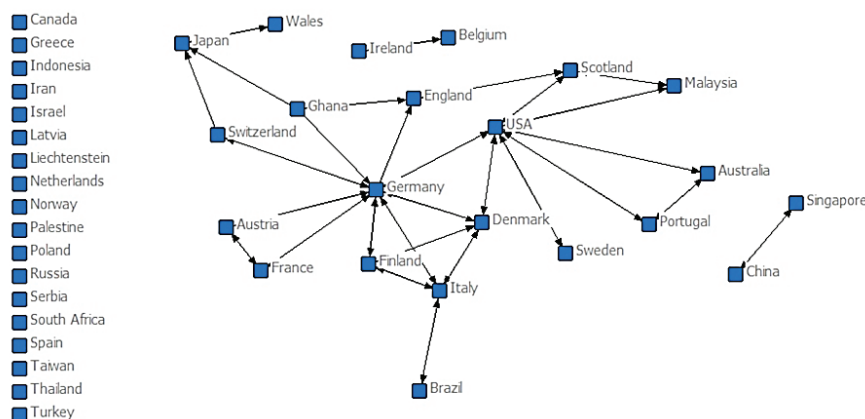 Canada
Greece
Indonesia
Iran
Israel
Latvia
Liechtenstein
Netherlands
Norway
Palestine
Poland
Russia
Serbia
South Africa
Spain
Taiwan
Thailand
Turkey
Wales
Japan
Ireland
Belgium
Scotland
Malaysia
England
Ghana
USA
Switzerland
Germany
Australia
Singapore
Austria
Denmark
Portugal
Sweden
France
Finland
China
Italy
Brazil